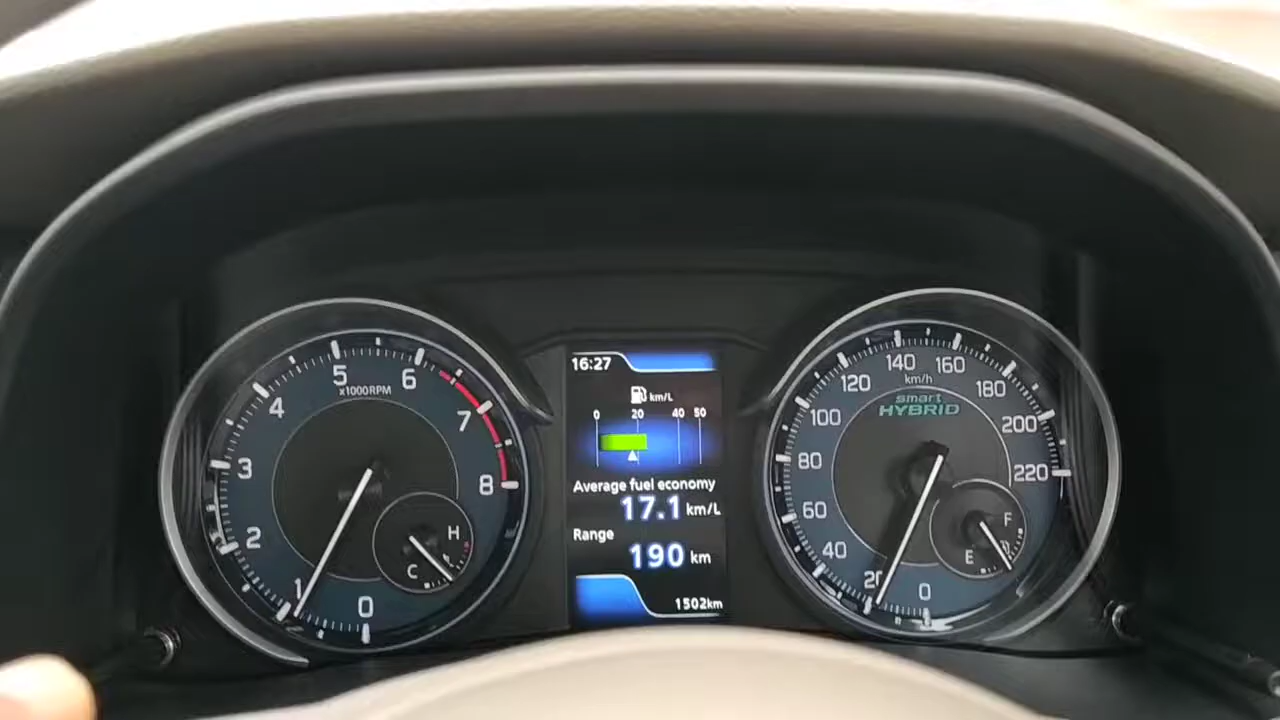 5
6
x1000RPM
4
7
3
8
2
H
C
1
0
16:27
km/L
0 20 40 50
Average fuel economy
17.1 km/L
Range
190 km
1502km
140
160
120
km/h
180
smart
HYBRID
100
200
80
220
60
F
40
E
20
0